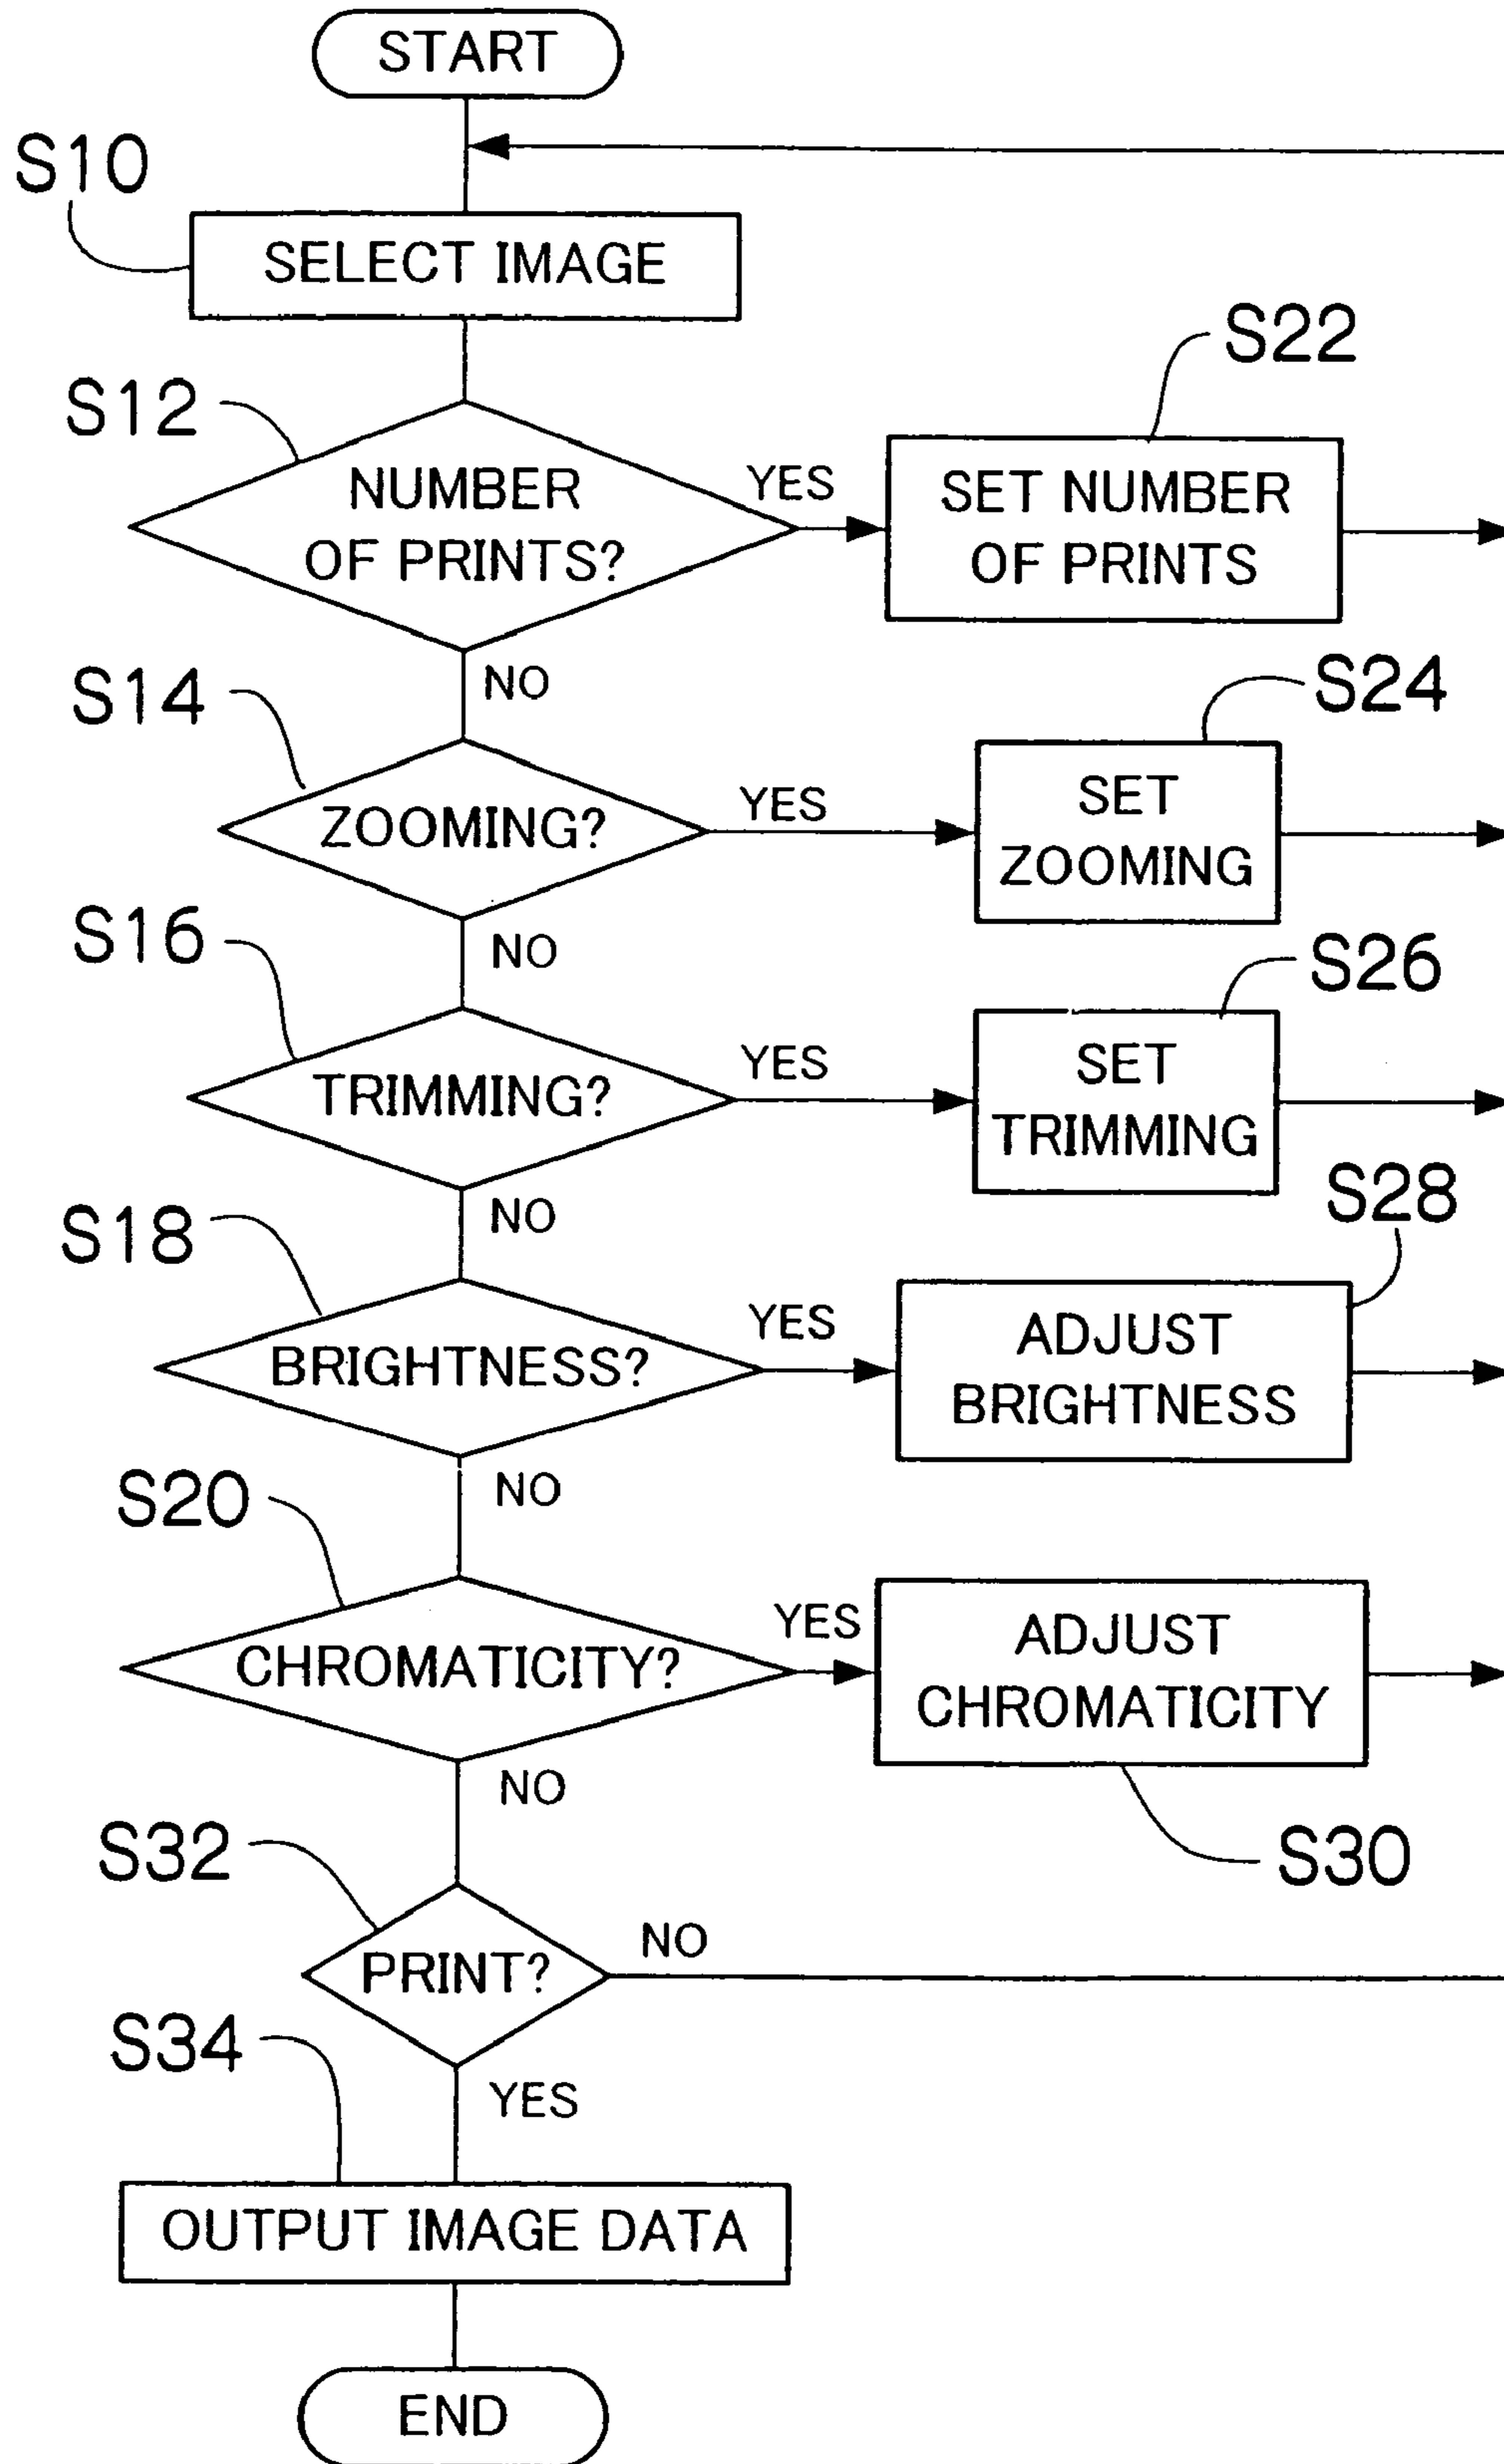 START
S10
SELECT IMAGE
S12
NUMBER
OF PRINTS?
YES
S22
SET NUMBER
OF PRINTS
NO
S14
ZOOMING?
YES
S24
SET
ZOOMING
NO
S16
TRIMMING?
YES
S26
SET
TRIMMING
NO
S18
BRIGHTNESS?
YES
S28
ADJUST
BRIGHTNESS
NO
S20
CHROMATICITY?
YES
ADJUST
CHROMATICITY
S30
NO
S32
PRINT?
NO
YES
S34
OUTPUT IMAGE DATA
END